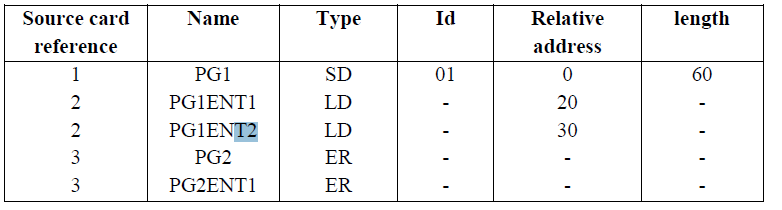 Source card reference Name Type Id Relative address length
1 PG1 SD 01 0 60
2 PG1ENT1 LD - 20 -
2 PG1ENT2 LD - 30 -
3 PG2 ER - - -
3 PG2ENT1 ER - - -